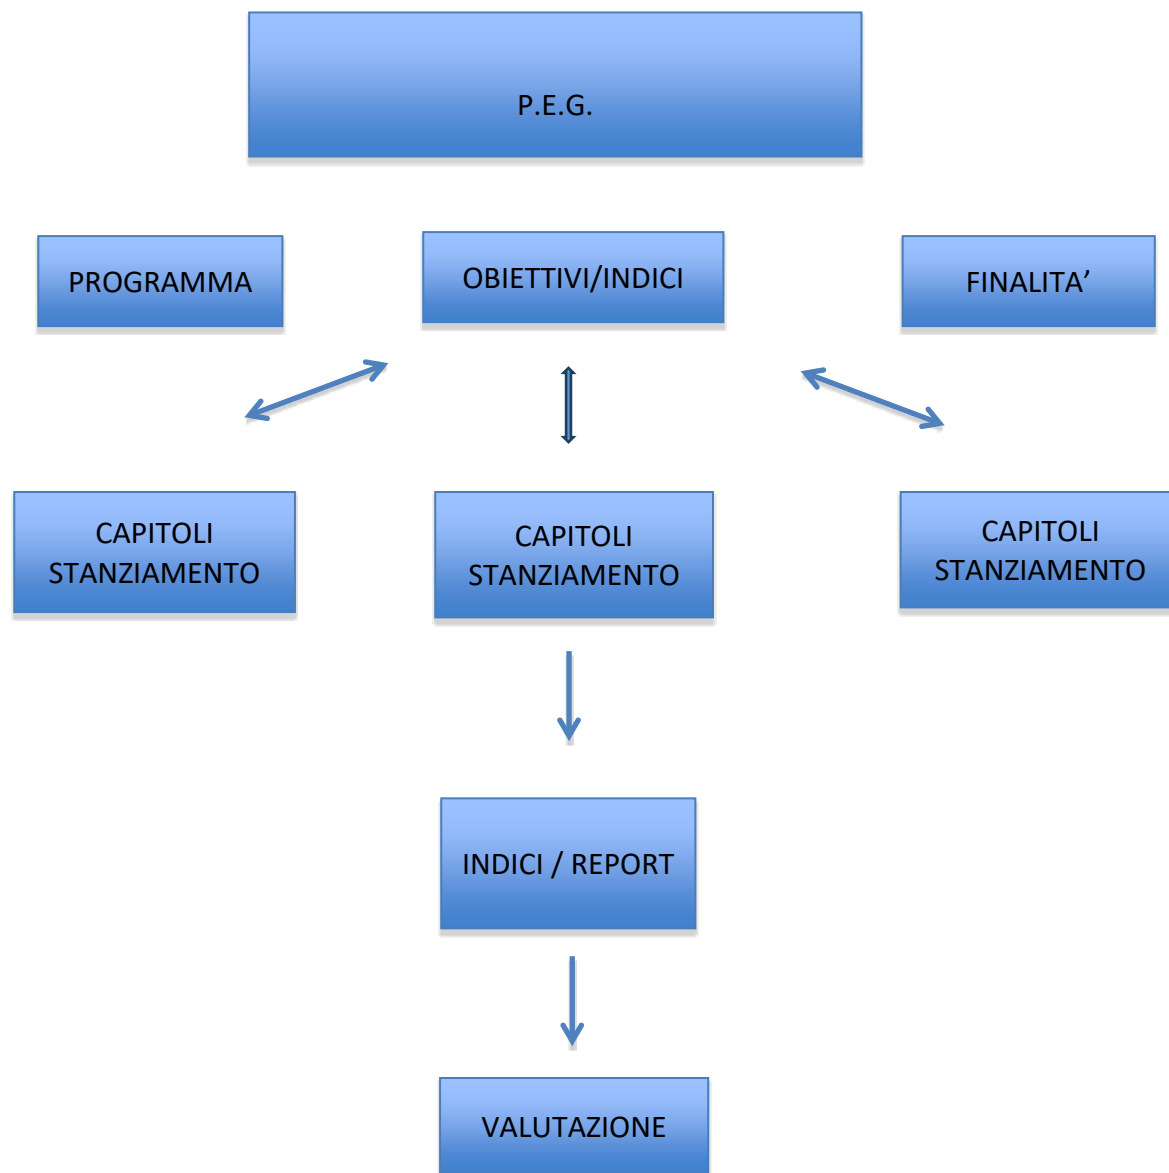 P.E.G.
PROGRAMMA
OBIETTIVI/INDICI
FINALITA’
CAPITOLI
STANZIAMENTO
CAPITOLI
STANZIAMENTO
CAPITOLI
STANZIAMENTO
INDICI / REPORT
VALUTAZIONE